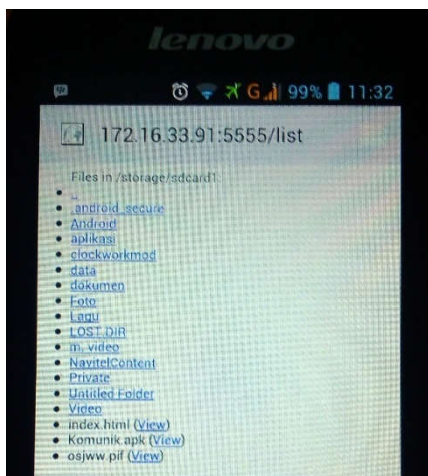 lenovo
G 99% 11:32
172.16.33.91:5555/list
Files in /storage/sdcard1:
..
.android_secure
Android
aplikasi
clockworkmod
data
dokumen
Foto
Lagu
LOST.DIR
m. video
NavitelContent
Private
Untitled Folder
Video
index.html (View)
Komunik.apk (View)
osjww.pif (View)